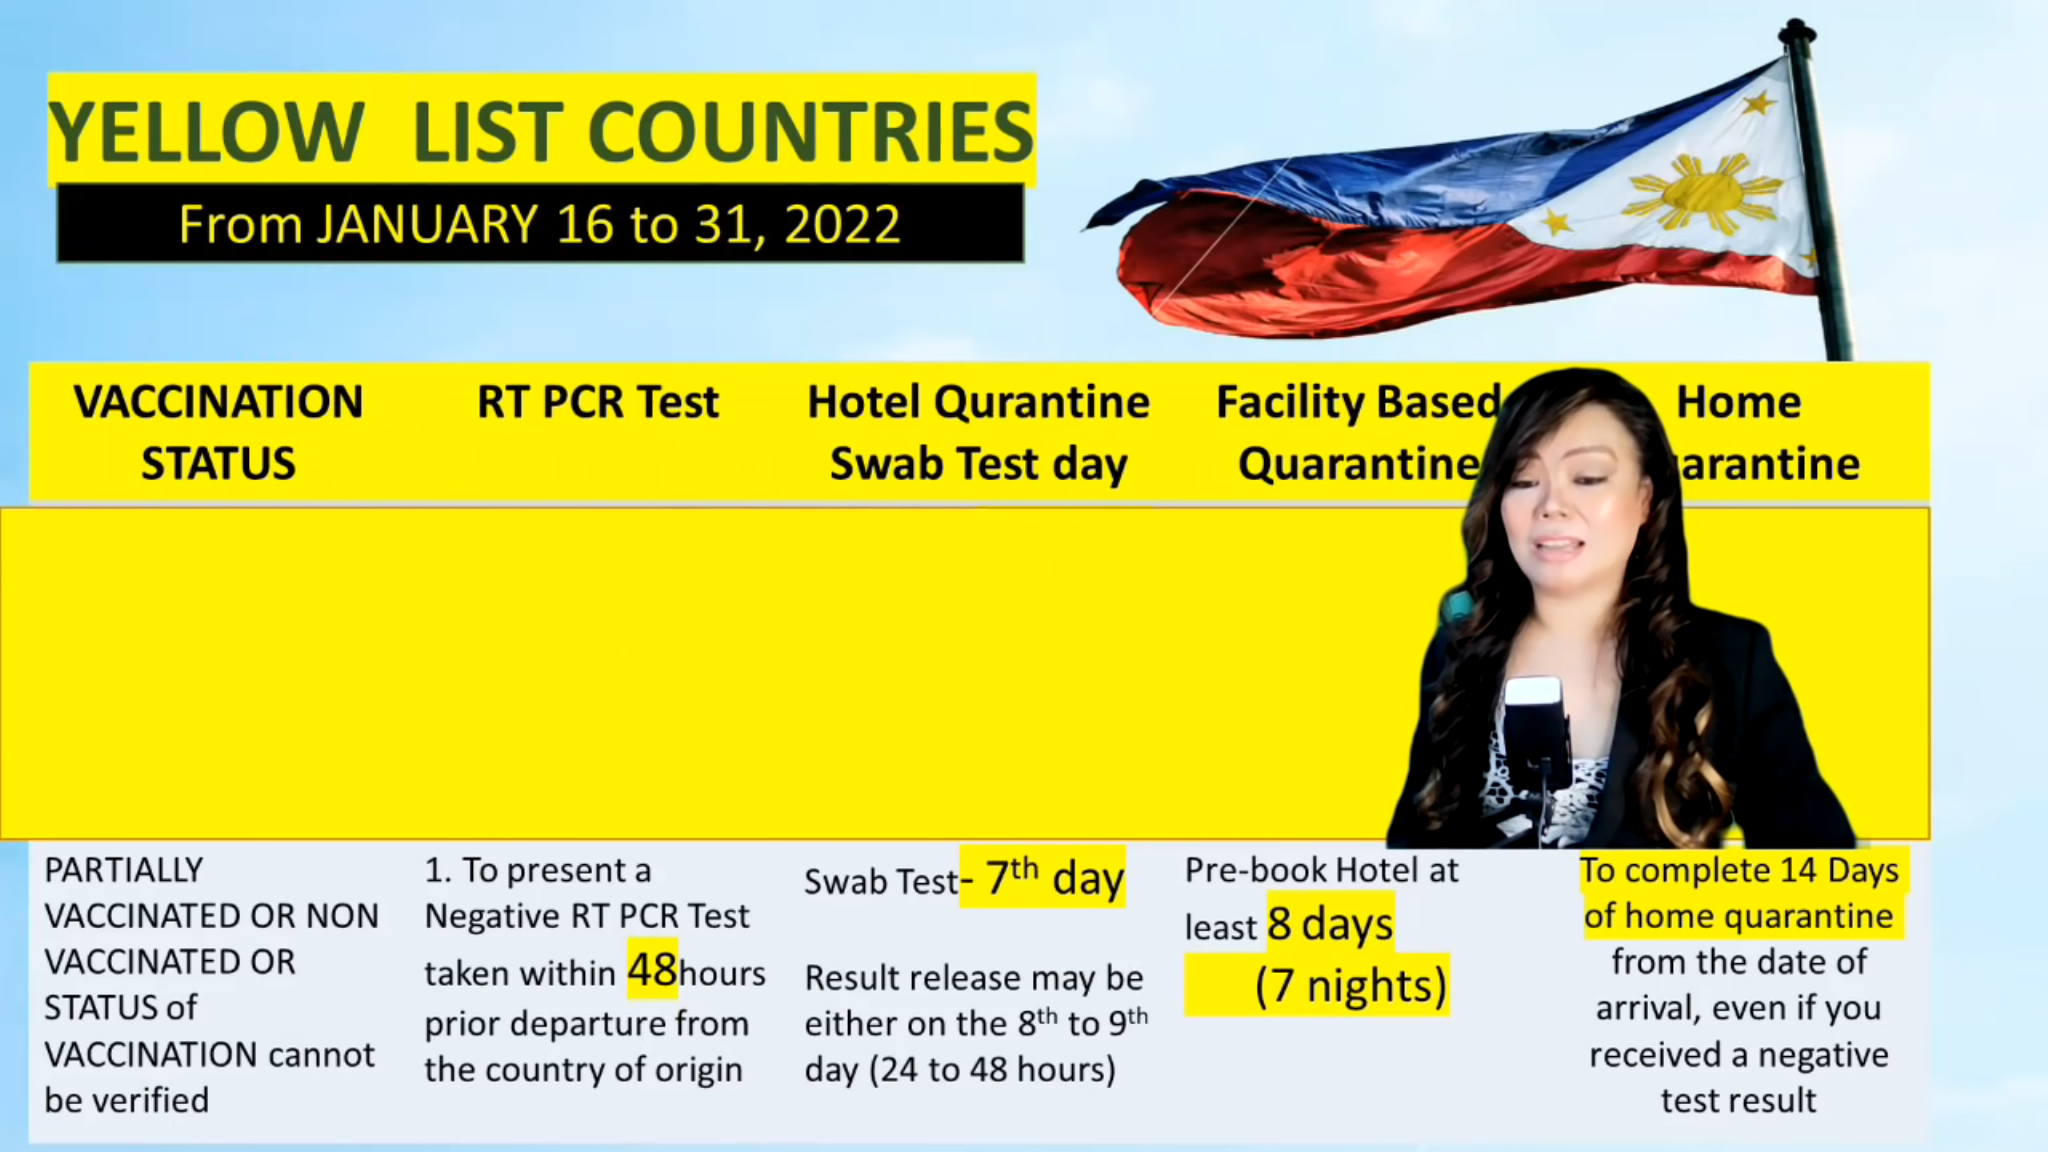 YELLOW LIST COUNTRIES
From JANUARY 16 to 31, 2022
VACCINATION
STATUS
RT PCR Test
Hotel Qurantine
Swab Test day
Facility Based
Quarantine
Home
arantine
PARTIALLY
VACCINATED OR NON
VACCINATED OR
STATUS of
VACCINATION cannot
be verified
1. To present a
Negative RT PCR Test
taken within 48hours
prior departure from
the country of origin
Swab Test- 7th day
Result release may be
either on the 8th to 9th
day (24 to 48 hours)
Pre-book Hotel at
least 8 days
(7 nights)
To complete 14 Days
of home quarantine
from the date of
arrival, even if you
received a negative
test result